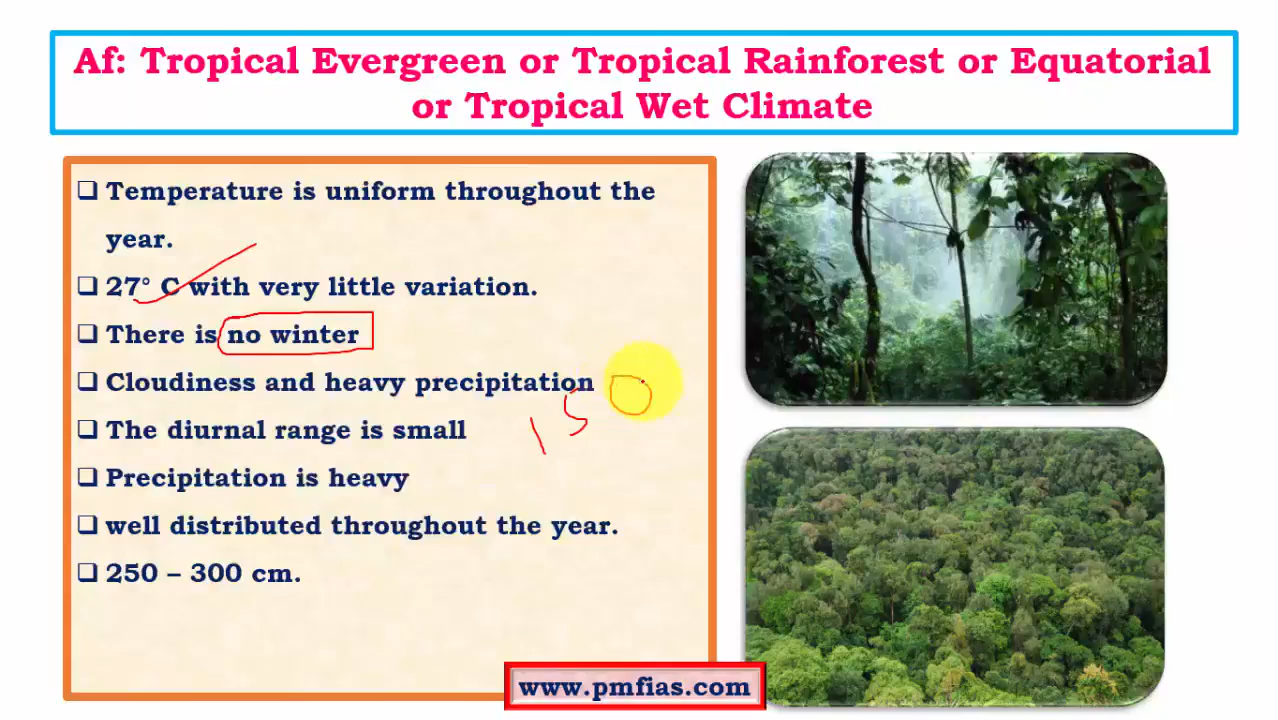 Af: Tropical Evergreen or Tropical Rainforest or Equatorial
or Tropical Wet Climate
❑ Temperature is uniform throughout the
year.
❑ 27° C with very little variation.
❑ There is no winter
❑ Cloudiness and heavy precipitation
❑ The diurnal range is small
150
❑ Precipitation is heavy
❑ well distributed throughout the year.
❑ 250 – 300 cm.
www.pmfias.com